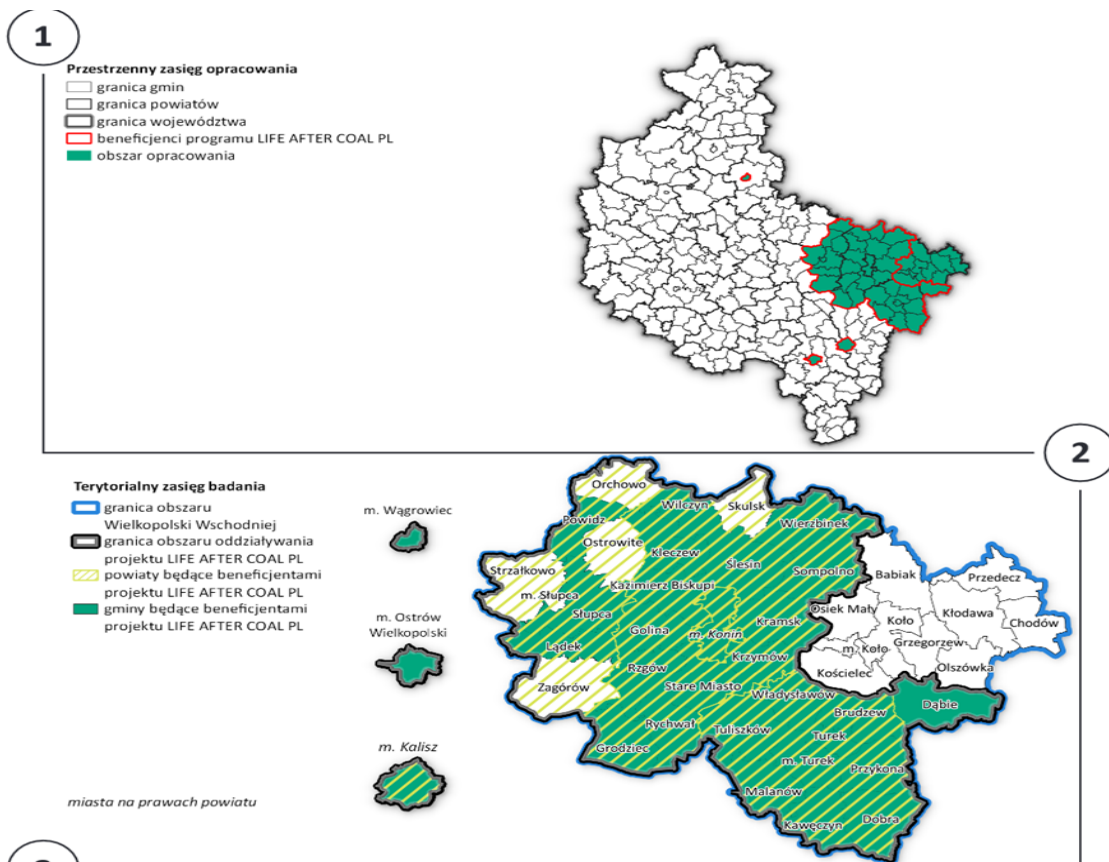 1
Przestrzenny zasięg opracowania
granica gmin
granica powiatów
granica województwa
beneficjenci programu LIFE AFTER COAL PL
obszar opracowania
2
Terytorialny zasięg badania
granica obszaru
Wielkopolski Wschodniej
granica obszaru oddziaływania
projektu LIFE AFTER COAL PL
powiaty będące beneficjentami
projektu LIFE AFTER COAL PL
gminy będące beneficjentami
projektu LIFE AFTER COAL PL
m. Wągrowiec
m. Ostrów
Wielkopolski
m. Kalisz
miasta na prawach powiatu
Orchowo
Wilczyn
Skulsk
Powidz
Wierzbinek
Ostrowite
Kleczew
Ślesin
Strzałkowo
Sompolno
Babiak
Przedecz
Kazimierz Biskupi
m. Słupca
Słupca
Osiek Mały
Kłodawa
Koło
Chodów
Kramsk
Golina
m. Konin
Grzegorzew
m. Koło
Lądek
Krzymów
Olszówka
Rzgów
Kościelec
Zagórów
Stare Miasto
Władysławów
Dąbie
Brudzew
Rychwał
Tuliszków
Turek
Grodziec
m. Turek
Przykona
Malanów
Dobra
Kawęczyn